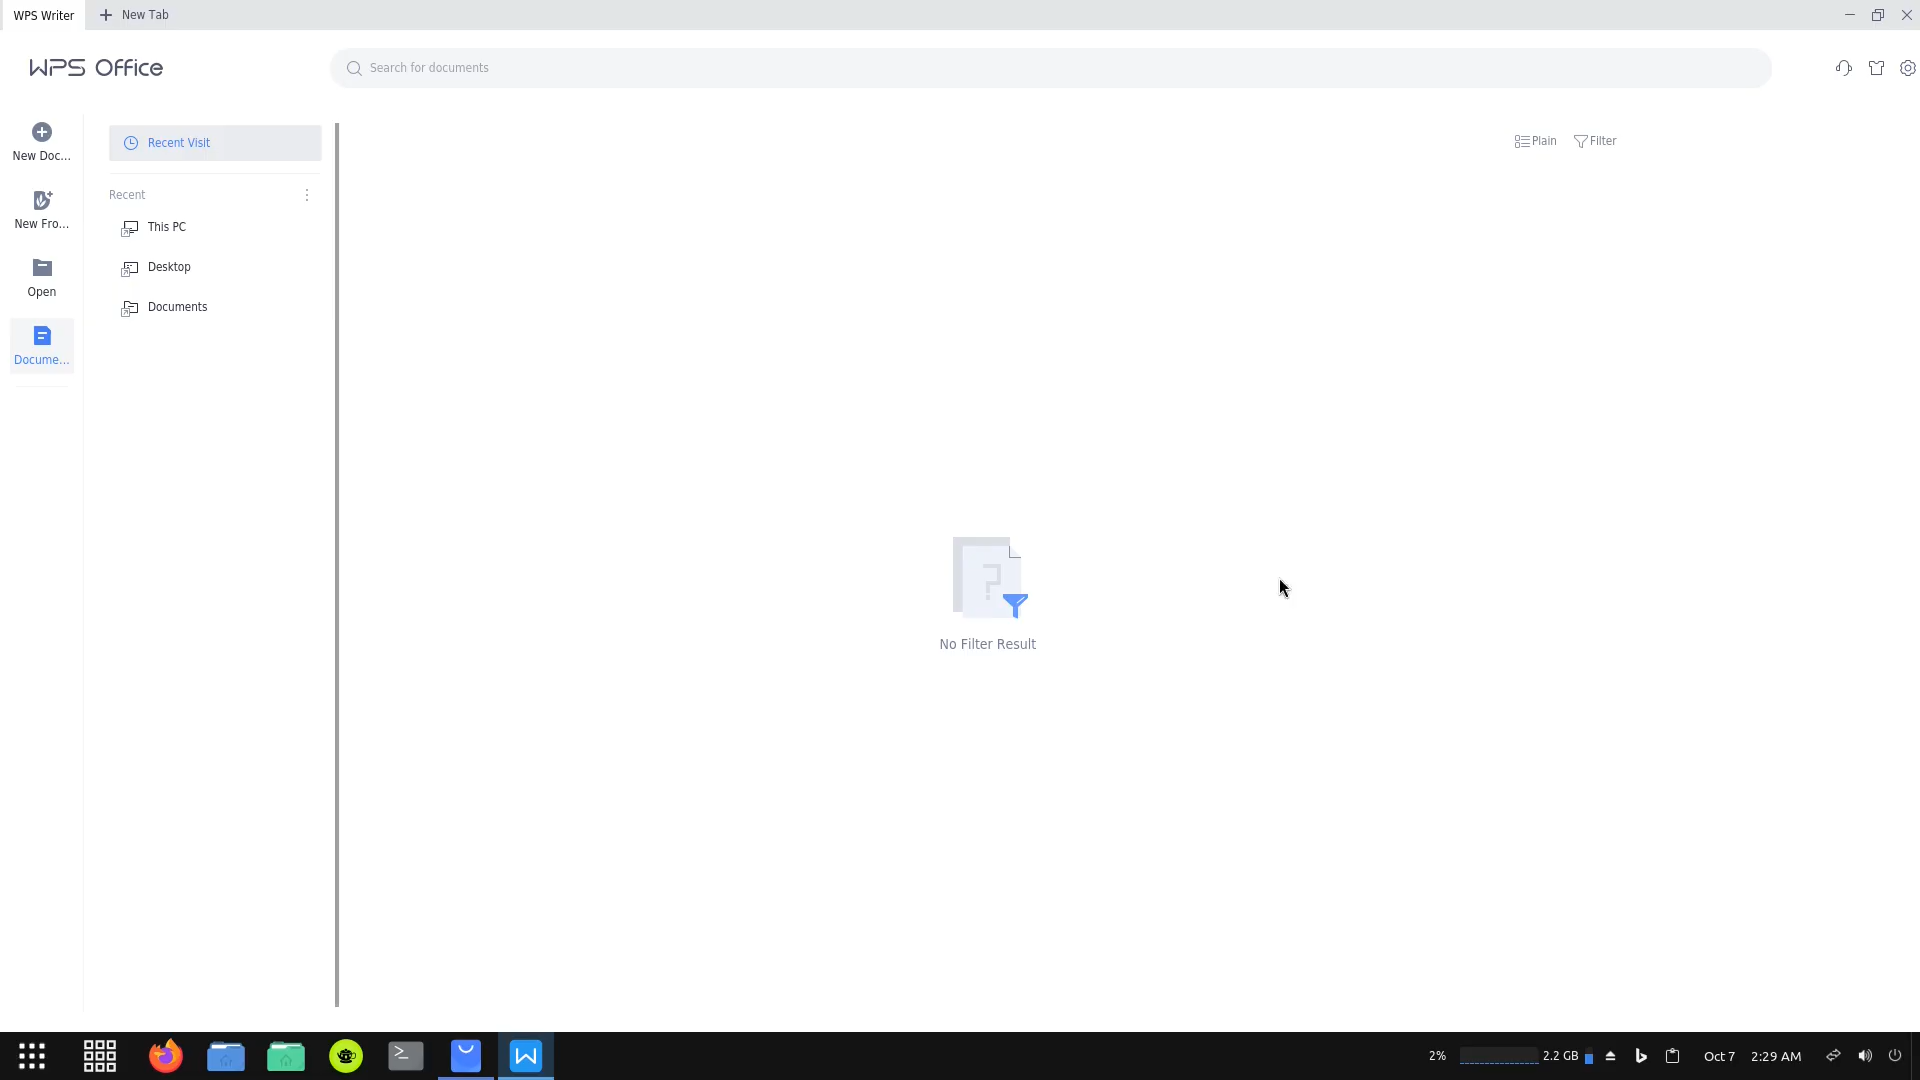 WPS Writer
New Tab
WPS Office
Search for documents
New Doc...
New Fro...
Open
Docume...
Recent Visit
Recent
This PC
Desktop
Documents
Plain
Filter
?
No Filter Result
2%
2.2 GB
Oct 7
2:29 AM